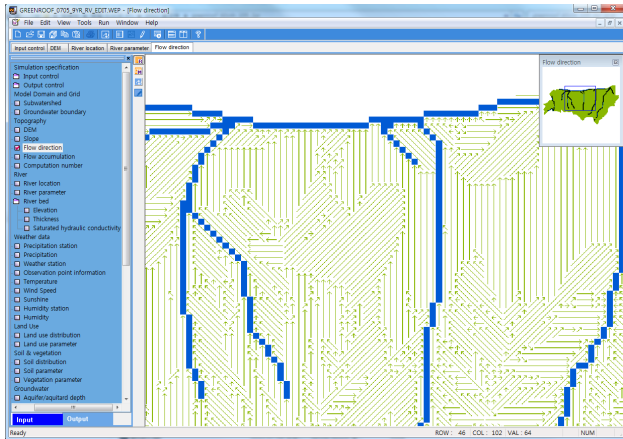 GREENROOF_0705_9YR_RV_EDIT.WEP - [Flow direction]
File Edit View Tools Run Window Help
Input control DEM River location River parameter Flow direction
Simulation specification
Input control
Output control
Model Domain and Grid
Subwatershed
Groundwater boundary
Topography
DEM
Slope
Flow direction
Flow accumulation
Computation number
River
River location
River parameter
River bed
Elevation
Thickness
Saturated hydraulic conductivity
Weather data
Precipitation station
Precipitation
Weather station
Observation point information
Temperature
Wind Speed
Sunshine
Humidity station
Humidity
Land Use
Land use distribution
Land use parameter
Soil & vegetation
Soil distribution
Soil parameter
Vegetation parameter
Groundwater
Aquifer/aquitard depth
Input Output
Flow direction
Ready ROW : 46 COL : 102 VAL : 64 NUM